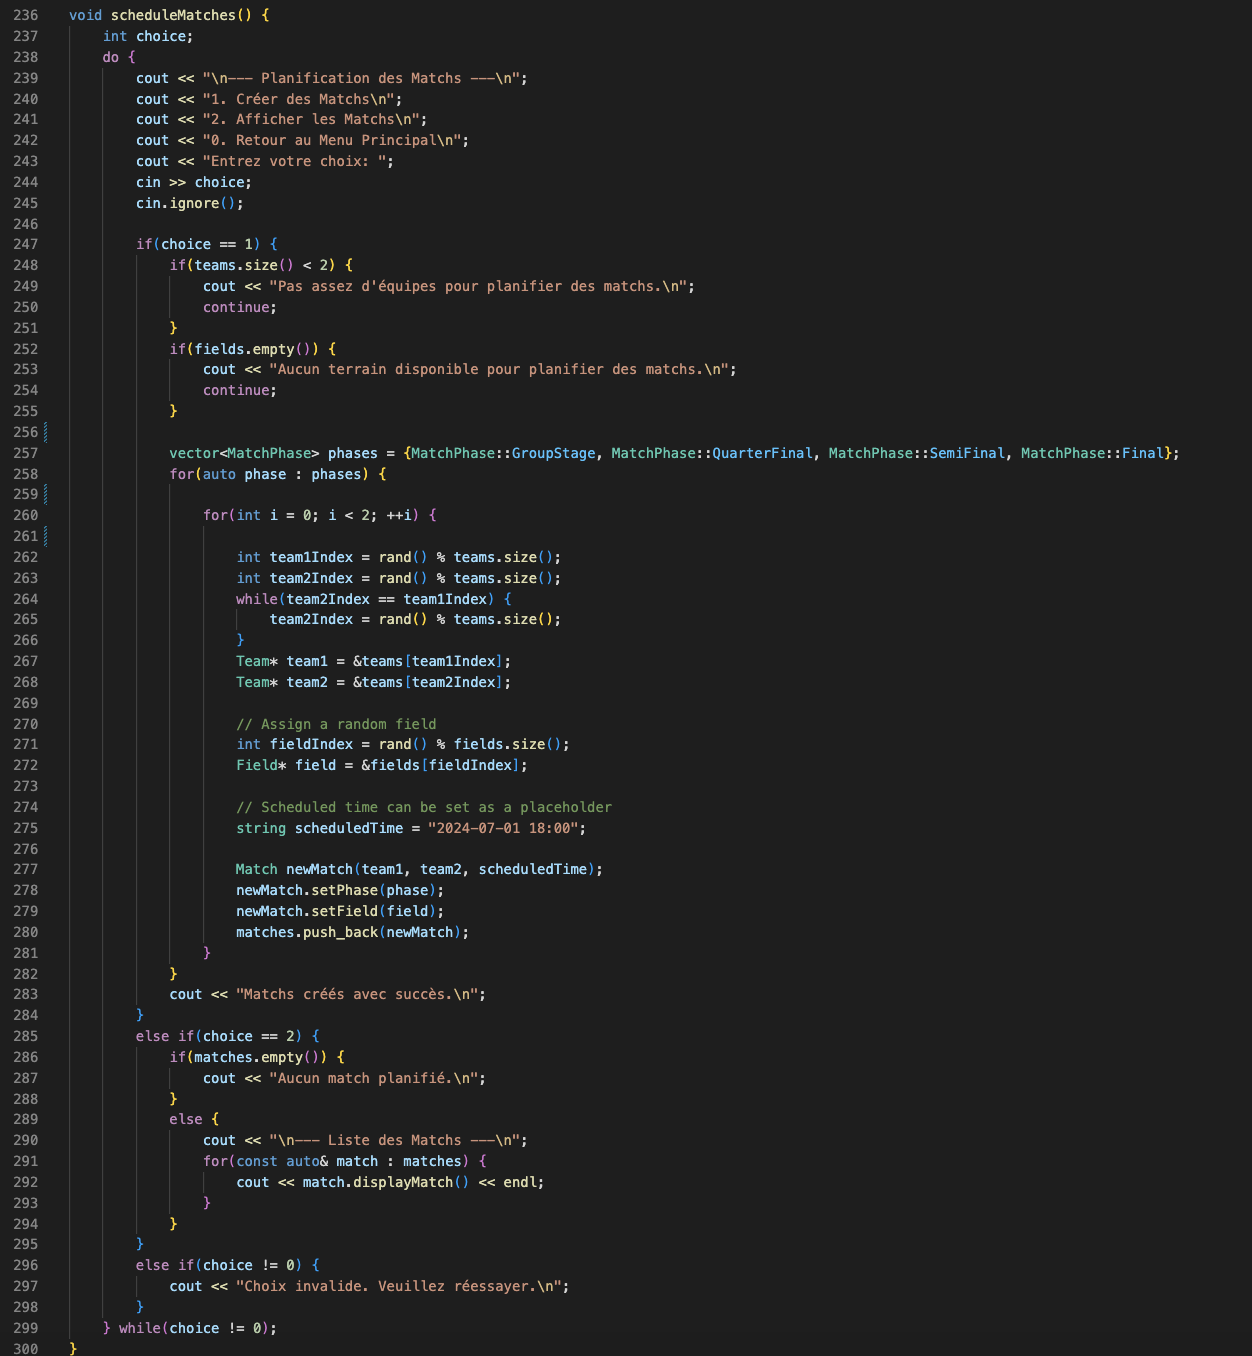 236 void scheduleMatches() {
237     int choice;
238     do {
239         cout << "\n--- Planification des Matchs ---\n";
240         cout << "1. Créer des Matchs\n";
241         cout << "2. Afficher les Matchs\n";
242         cout << "0. Retour au Menu Principal\n";
243         cout << "Entrez votre choix: ";
244         cin >> choice;
245         cin.ignore();
246
247         if(choice == 1) {
248             if(teams.size() < 2) {
249                 cout << "Pas assez d'équipes pour planifier des matchs.\n";
250                 continue;
251             }
252             if(fields.empty()) {
253                 cout << "Aucun terrain disponible pour planifier des matchs.\n";
254                 continue;
255             }
256
257             vector<MatchPhase> phases = {MatchPhase::GroupStage, MatchPhase::QuarterFinal, MatchPhase::SemiFinal, MatchPhase::Final};
258             for(auto phase : phases) {
259
260                 for(int i = 0; i < 2; ++i) {
261
262                     int team1Index = rand() % teams.size();
263                     int team2Index = rand() % teams.size();
264                     while(team2Index == team1Index) {
265                         team2Index = rand() % teams.size();
266                     }
267                     Team* team1 = &teams[team1Index];
268                     Team* team2 = &teams[team2Index];
269
270                     // Assign a random field
271                     int fieldIndex = rand() % fields.size();
272                     Field* field = &fields[fieldIndex];
273
274                     // Scheduled time can be set as a placeholder
275                     string scheduledTime = "2024-07-01 18:00";
276
277                     Match newMatch(team1, team2, scheduledTime);
278                     newMatch.setPhase(phase);
279                     newMatch.setField(field);
280                     matches.push_back(newMatch);
281                 }
282             }
283             cout << "Matchs créés avec succès.\n";
284         }
285         else if(choice == 2) {
286             if(matches.empty()) {
287                 cout << "Aucun match planifié.\n";
288             }
289             else {
290                 cout << "\n--- Liste des Matchs ---\n";
291                 for(const auto& match : matches) {
292                     cout << match.displayMatch() << endl;
293                 }
294             }
295         }
296         else if(choice != 0) {
297             cout << "Choix invalide. Veuillez réessayer.\n";
298         }
299     } while(choice != 0);
300 }